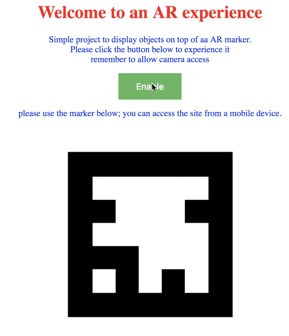 Welcome to an AR experience
Simple project to display objects on top of aa AR marker.
Please click the button below to experience it
remember to allow camera access
Enable
please use the marker below; you can access the site from a mobile device.